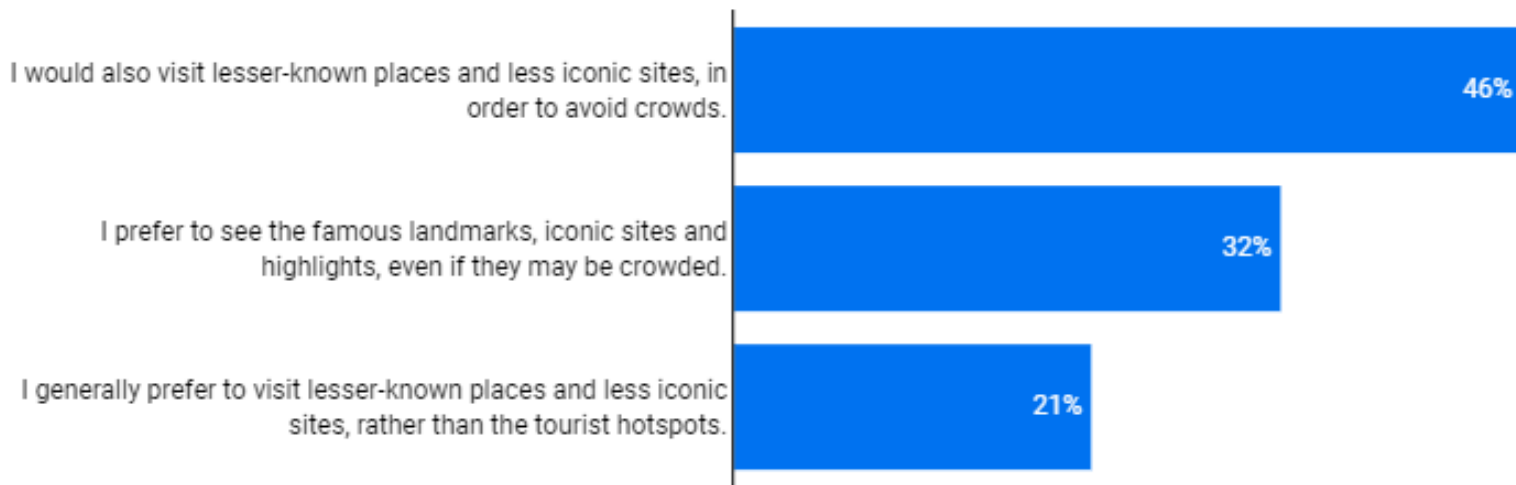 I would also visit lesser-known places and less iconic sites, in
order to avoid crowds.
46%
I prefer to see the famous landmarks, iconic sites and
highlights, even if they may be crowded.
32%
I generally prefer to visit lesser-known places and less iconic
sites, rather than the tourist hotspots.
21%